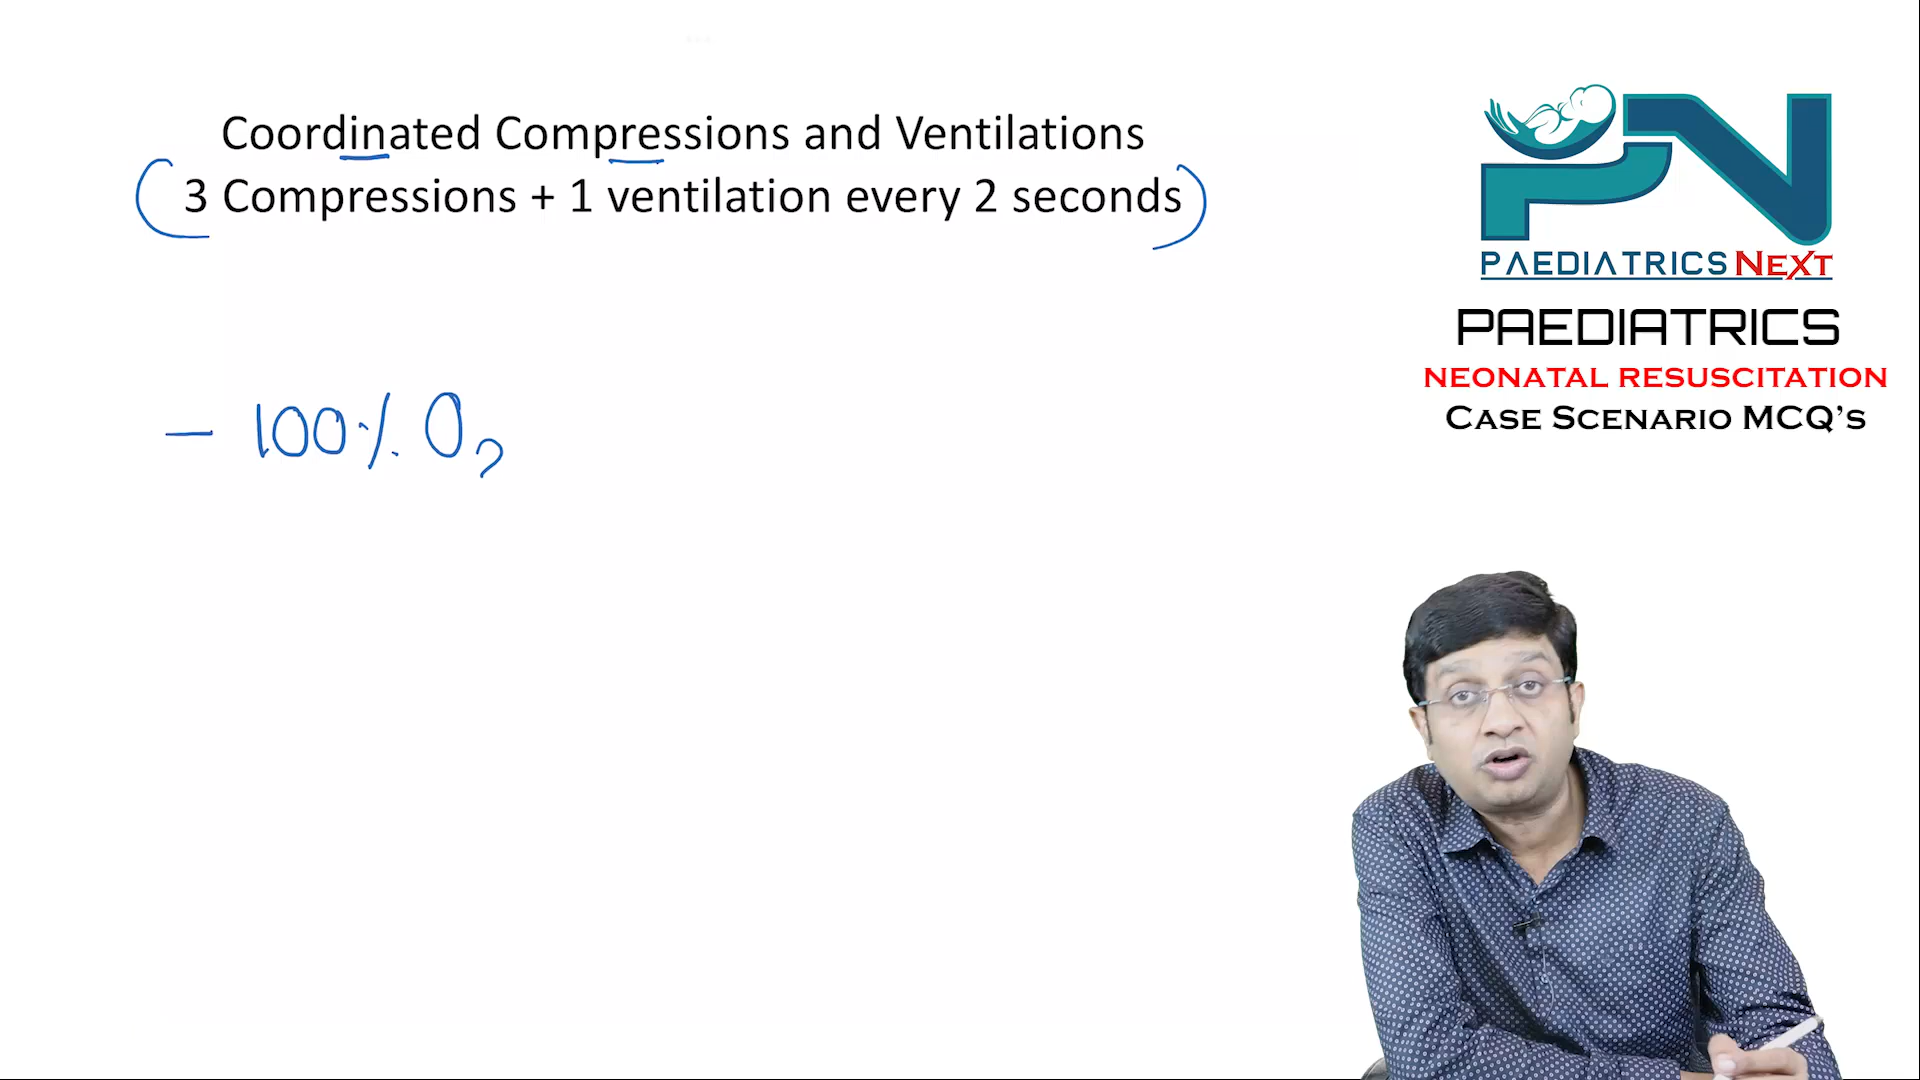 Coordinated Compressions and Ventilations
3 Compressions + 1 ventilation every 2 seconds
- 100% O2
PN
PAEDIATRICS NEXT
PAEDIATRICS
NEONATAL RESUSCITATION
CASE SCENARIO MCQ'S